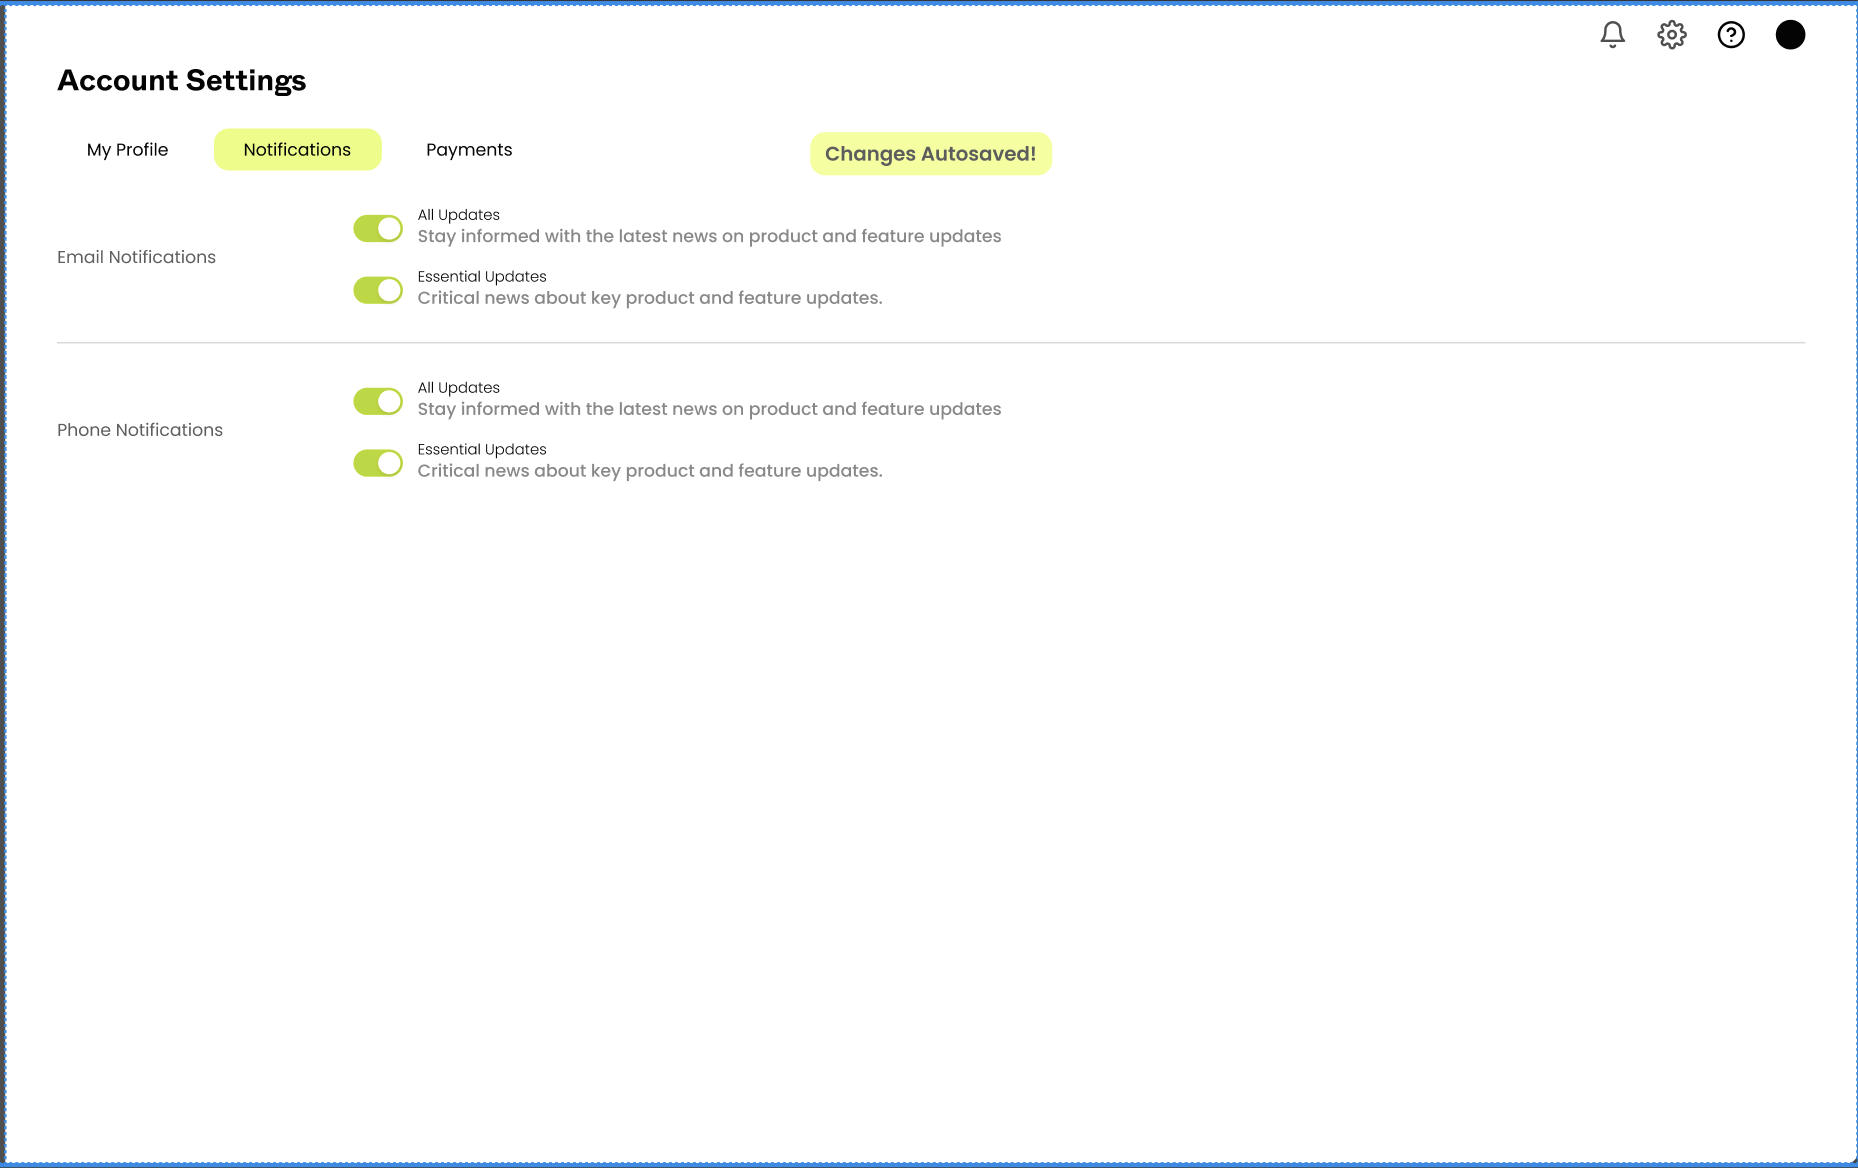 Account Settings
My Profile
Notifications
Payments
Changes Autosaved!
Email Notifications
All Updates
Stay informed with the latest news on product and feature updates
Essential Updates
Critical news about key product and feature updates.
Phone Notifications
All Updates
Stay informed with the latest news on product and feature updates
Essential Updates
Critical news about key product and feature updates.